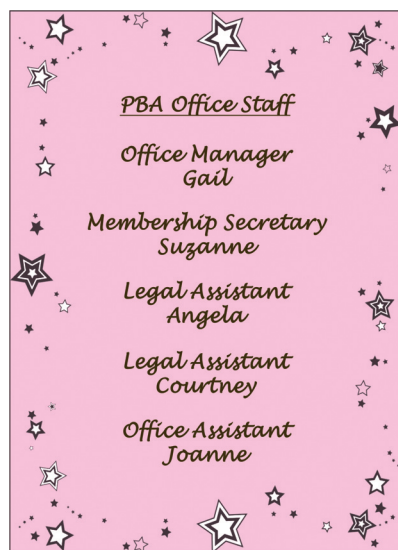 PBA Office Staff
Office Manager
Gail
Membership Secretary
Suzanne
Legal Assistant
Angela
Legal Assistant
Courtney
Office Assistant
Joanne